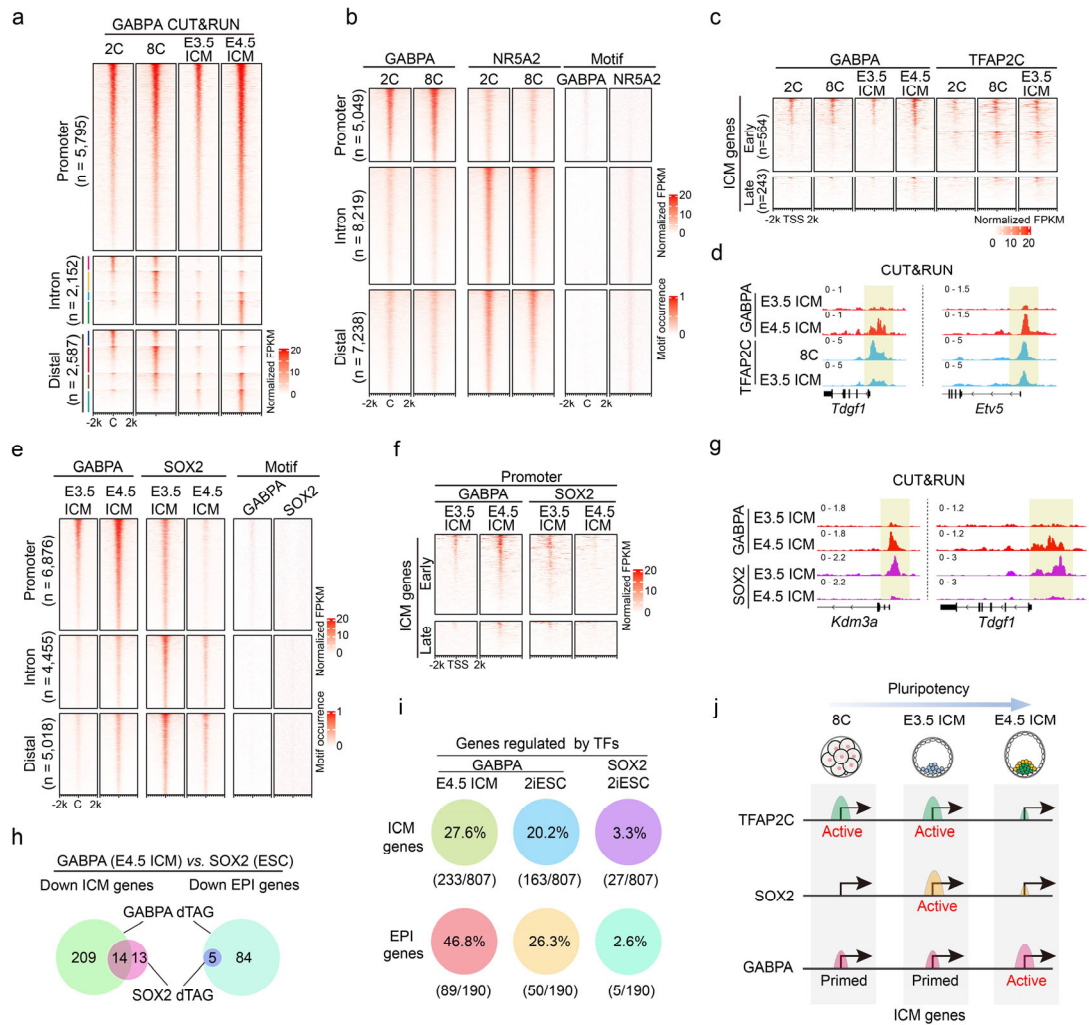 a
GABPA CUT&RUN
2C 8C E3.5 ICM E4.5 ICM
Promoter (n = 5,795)
Intron (n = 2,152)
Distal (n = 2,587)
Normalized FPKM
20
10
0
-2k C 2k
b
GABPA NR5A2 Motif
2C 8C 2C 8C GABPA NR5A2
Promoter (n = 5,049)
Intron (n = 8,219)
Distal (n = 7,238)
Normalized FPKM
20
10
0
Motif occurrence
1
0
-2k C 2k
c
GABPA TFAP2C
2C 8C E3.5 ICM E4.5 ICM 2C 8C E3.5 ICM
ICM genes
Early (n=564)
Late (n=243)
-2k TSS 2k
Normalized FPKM
0 10 20
d
CUT&RUN
GABPA
E3.5 ICM 0 - 1 0 - 1.5
E4.5 ICM 0 - 1 0 - 1.5
TFAP2C
8C 0 - 5 0 - 5
E3.5 ICM 0 - 5 0 - 5
Tdgf1 Etv5
e
GABPA SOX2 Motif
E3.5 ICM E4.5 ICM E3.5 ICM E4.5 ICM GABPA SOX2
Promoter (n = 6,876)
Intron (n = 4,455)
Distal (n = 5,018)
Normalized FPKM
20
10
0
Motif occurrence
1
0
-2k C 2k
f
Promoter
GABPA SOX2
E3.5 ICM E4.5 ICM E3.5 ICM E4.5 ICM
ICM genes
Early
Late
-2k TSS 2k
Normalized FPKM
20
10
0
g
CUT&RUN
GABPA
E3.5 ICM 0 - 1.8 0 - 1.2
E4.5 ICM 0 - 1.8 0 - 1.2
SOX2
E3.5 ICM 0 - 2.2 0 - 3
E4.5 ICM 0 - 2.2 0 - 3
Kdm3a Tdgf1
h
GABPA (E4.5 ICM) vs. SOX2 (ESC)
Down ICM genes Down EPI genes
GABPA dTAG
209 14 13 5 84
SOX2 dTAG
i
Genes regulated by TFs
GABPA SOX2
E4.5 ICM 2iESC 2iESC
ICM genes
27.6% 20.2% 3.3%
(233/807) (163/807) (27/807)
EPI genes
46.8% 26.3% 2.6%
(89/190) (50/190) (5/190)
j
Pluripotency
8C E3.5 ICM E4.5 ICM
TFAP2C
Active Active
SOX2
Active
GABPA
Primed Primed Active
ICM genes